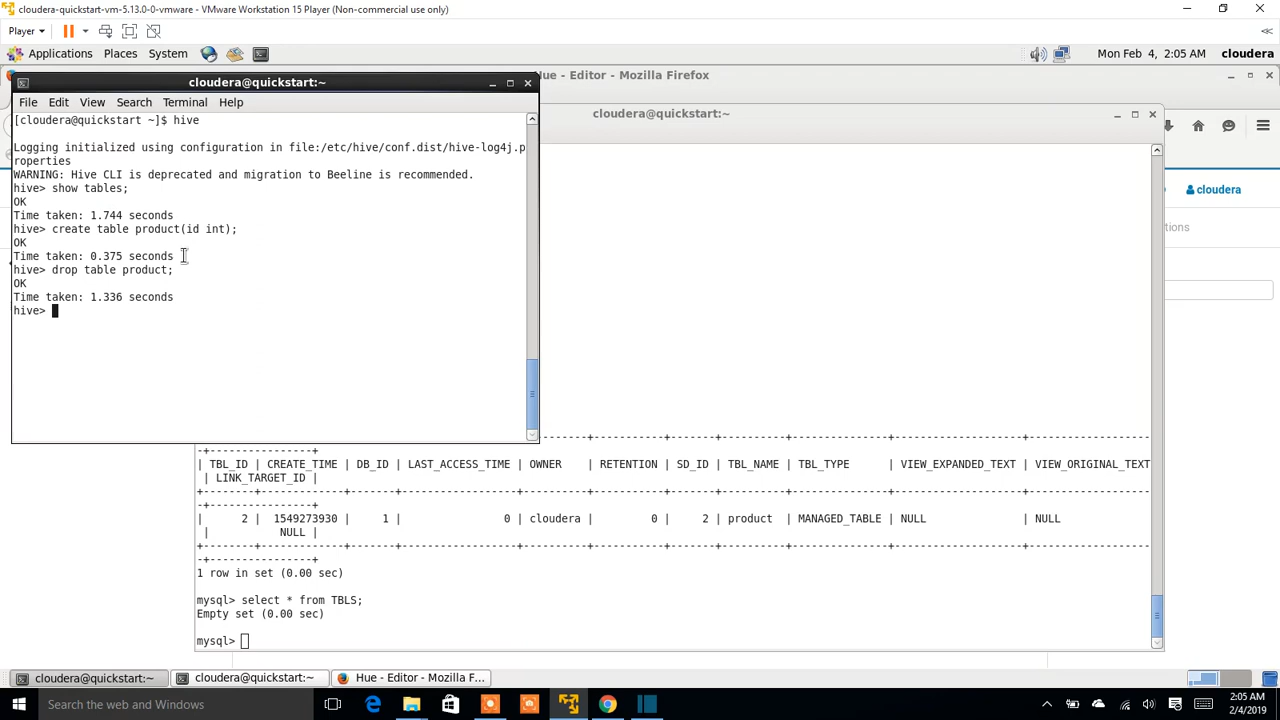 cloudera-quickstart-vm-5.13.0-0-vmware - VMware Workstation 15 Player (Non-commercial use only)
Player
Applications Places System Mon Feb 4, 2:05 AM cloudera
Hue - Editor - Mozilla Firefox
cloudera@quickstart:~
File Edit View Search Terminal Help
[cloudera@quickstart ~]$ hive
Logging initialized using configuration in file:/etc/hive/conf.dist/hive-log4j.p
roperties
WARNING: Hive CLI is deprecated and migration to Beeline is recommended.
hive> show tables;
OK
Time taken: 1.744 seconds
hive> create table product(id int);
OK
Time taken: 0.375 seconds
hive> drop table product;
OK
Time taken: 1.336 seconds
hive>
cloudera@quickstart:~
cloudera
tions
-+---------------+
| TBL_ID | CREATE_TIME | DB_ID | LAST_ACCESS_TIME | OWNER | RETENTION | SD_ID | TBL_NAME | TBL_TYPE | VIEW_EXPANDED_TEXT | VIEW_ORIGINAL_TEXT
| LINK_TARGET_ID |
| 2 | 1549273930 | 1 | 0 | cloudera | 0 | 2 | product | MANAGED_TABLE | NULL | NULL
| NULL |
1 row in set (0.00 sec)
mysql> select * from TBLS;
Empty set (0.00 sec)
mysql>
cloudera@quickstart:~ cloudera@quickstart:~ Hue - Editor - Mozilla F...
Search the web and Windows
2:05 AM
2/4/2019